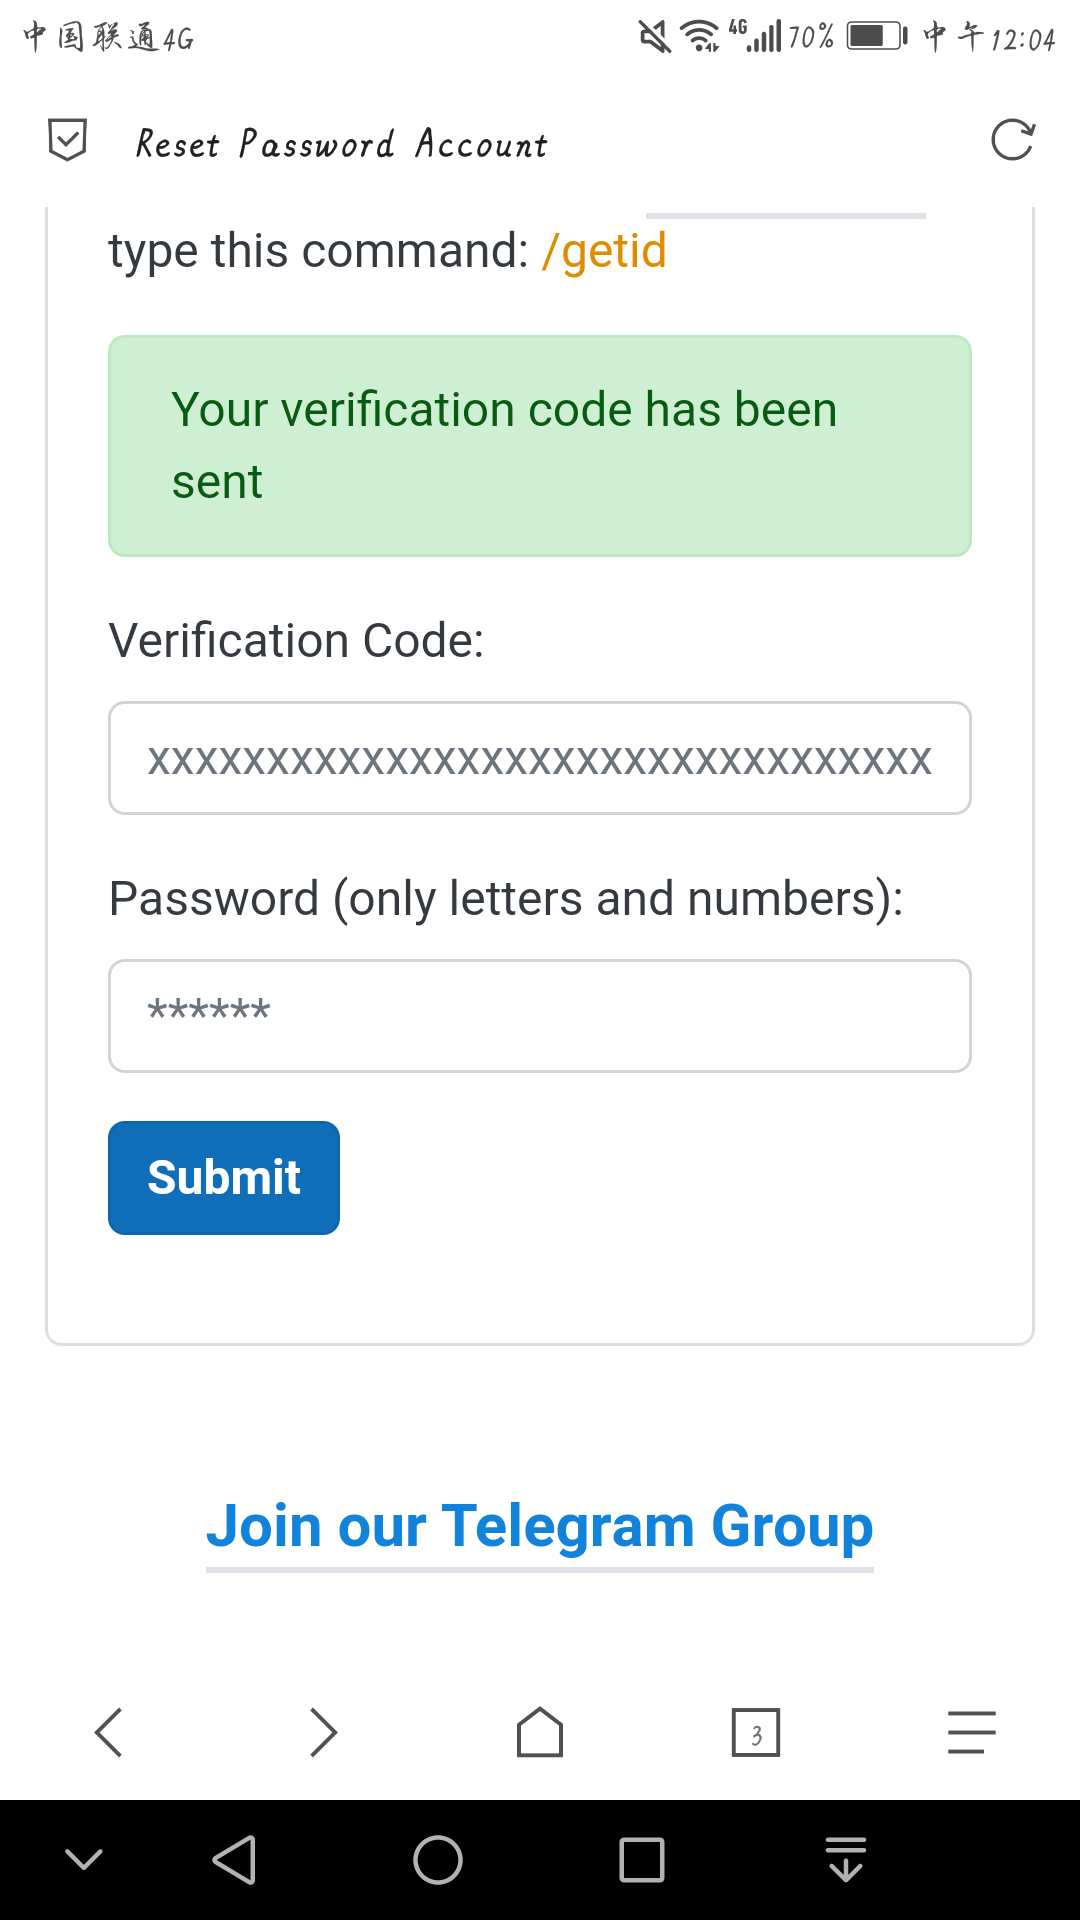 中国联通4G 4G 70% 中午12:04
Reset Password Account
type this command: /getid
Your verification code has been
sent
Verification Code:
xxxxxxxxxxxxxxxxxxxxxxxxxxxxxxxxx
Password (only letters and numbers):
******
Submit
Join our Telegram Group
3